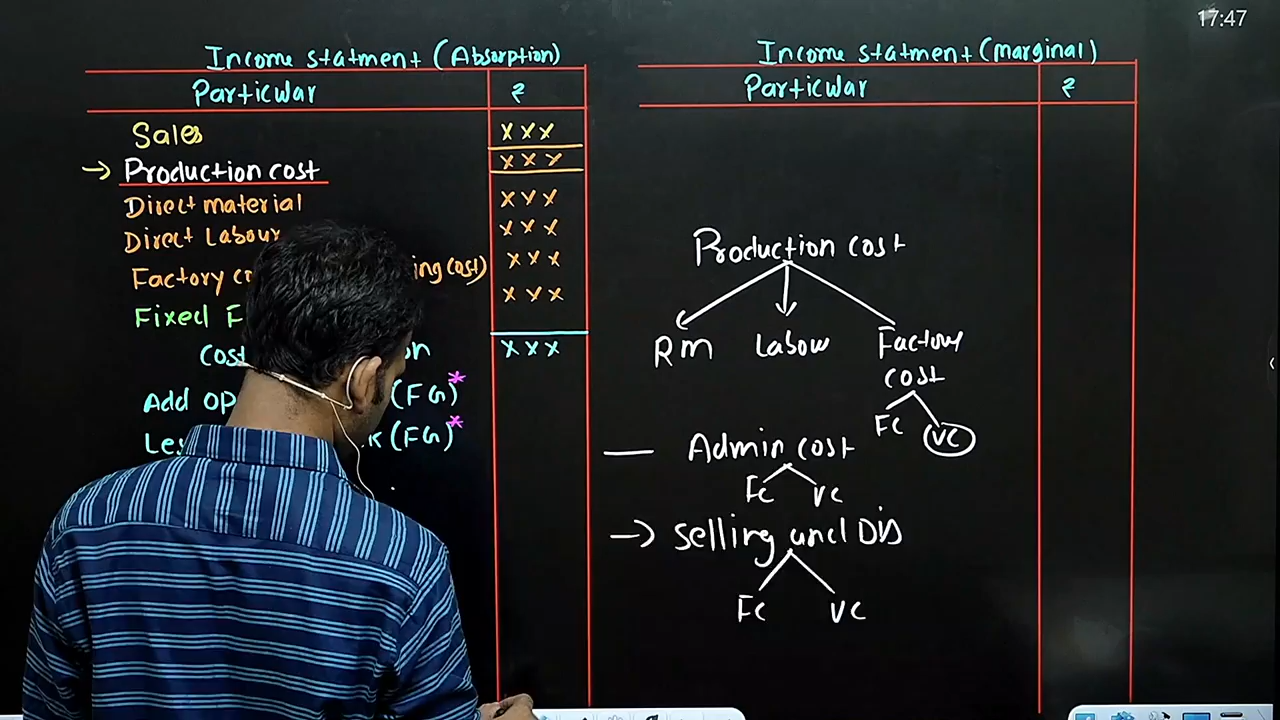 17:47
Income statment (Absorption)
Particular ₹
Sales xxx
→ Production cost xxx
Direct material xxx
Direct Labour xxx
Factory ing cost) xxx
Fixed F xxx
Cost on xxx
Add op (FG)*
Les k (FG)*
Income statment (marginal)
Particular ₹
Production cost
RM Labour Factory
cost
Fc VC
— Admin cost
Fc vc
→ Selling and Dis
Fc vc